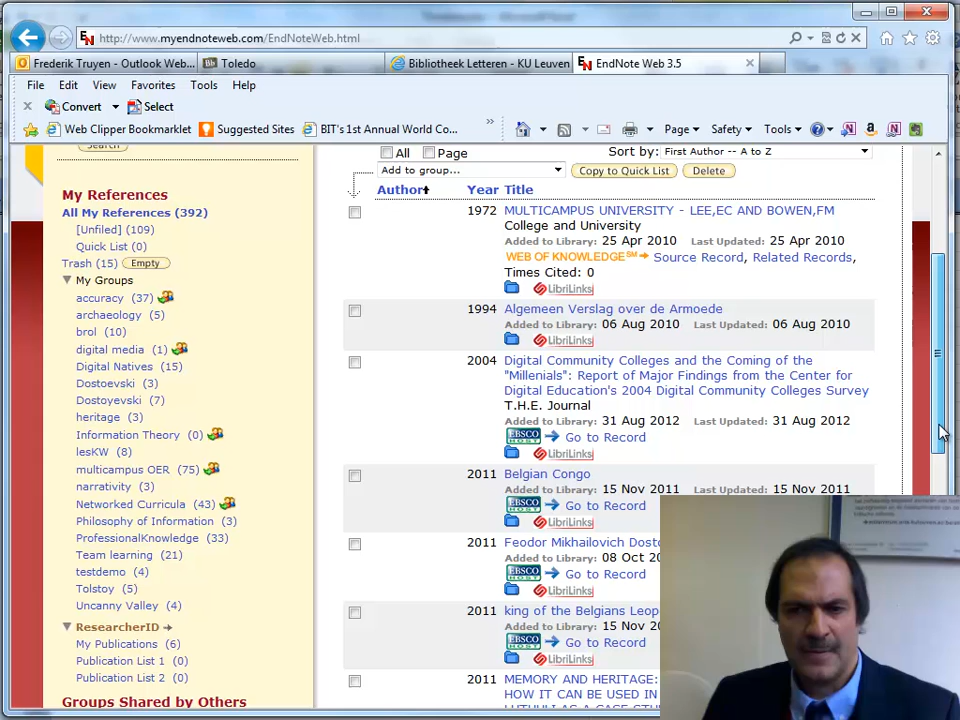 http://www.myendnoteweb.com/EndNoteWeb.html
Frederik Truyen - Outlook Web...
Toledo
Bibliotheek Letteren - KU Leuven
EndNote Web 3.5
File Edit View Favorites Tools Help
Convert Select
Web Clipper Bookmarklet Suggested Sites BIT's 1st Annual World Co... Page Safety Tools
Search
My References
All My References (392)
[Unfiled] (109)
Quick List (0)
Trash (15) Empty
My Groups
accuracy (37)
archaeology (5)
brol (10)
digital media (1)
Digital Natives (15)
Dostoevski (3)
Dostoyevski (7)
heritage (3)
Information Theory (0)
lesKW (8)
multicampus OER (75)
narrativity (3)
Networked Curricula (43)
Philosophy of Information (3)
ProfessionalKnowledge (33)
Team learning (21)
testdemo (4)
Tolstoy (5)
Uncanny Valley (4)
ResearcherID
My Publications (6)
Publication List 1 (0)
Publication List 2 (0)
Groups Shared by Others
All Page Sort by: First Author -- A to Z
Add to group... Copy to Quick List Delete
Author Year Title
1972 MULTICAMPUS UNIVERSITY - LEE,EC AND BOWEN,FM
College and University
Added to Library: 25 Apr 2010 Last Updated: 25 Apr 2010
WEB OF KNOWLEDGE℠ Source Record, Related Records,
Times Cited: 0
LibriLinks
1994 Algemeen Verslag over de Armoede
Added to Library: 06 Aug 2010 Last Updated: 06 Aug 2010
LibriLinks
2004 Digital Community Colleges and the Coming of the
"Millenials": Report of Major Findings from the Center for
Digital Education's 2004 Digital Community Colleges Survey
T.H.E. Journal
Added to Library: 31 Aug 2012 Last Updated: 31 Aug 2012
EBSCO HOST Go to Record
LibriLinks
2011 Belgian Congo
Added to Library: 15 Nov 2011 Last Updated: 15 Nov 2011
EBSCO HOST Go to Record
LibriLinks
2011 Feodor Mikhailovich Dosto
Added to Library: 08 Oct 20
EBSCO HOST Go to Record
LibriLinks
2011 king of the Belgians Leop
Added to Library: 15 Nov 2
EBSCO HOST Go to Record
LibriLinks
2011 MEMORY AND HERITAGE:
HOW IT CAN BE USED IN